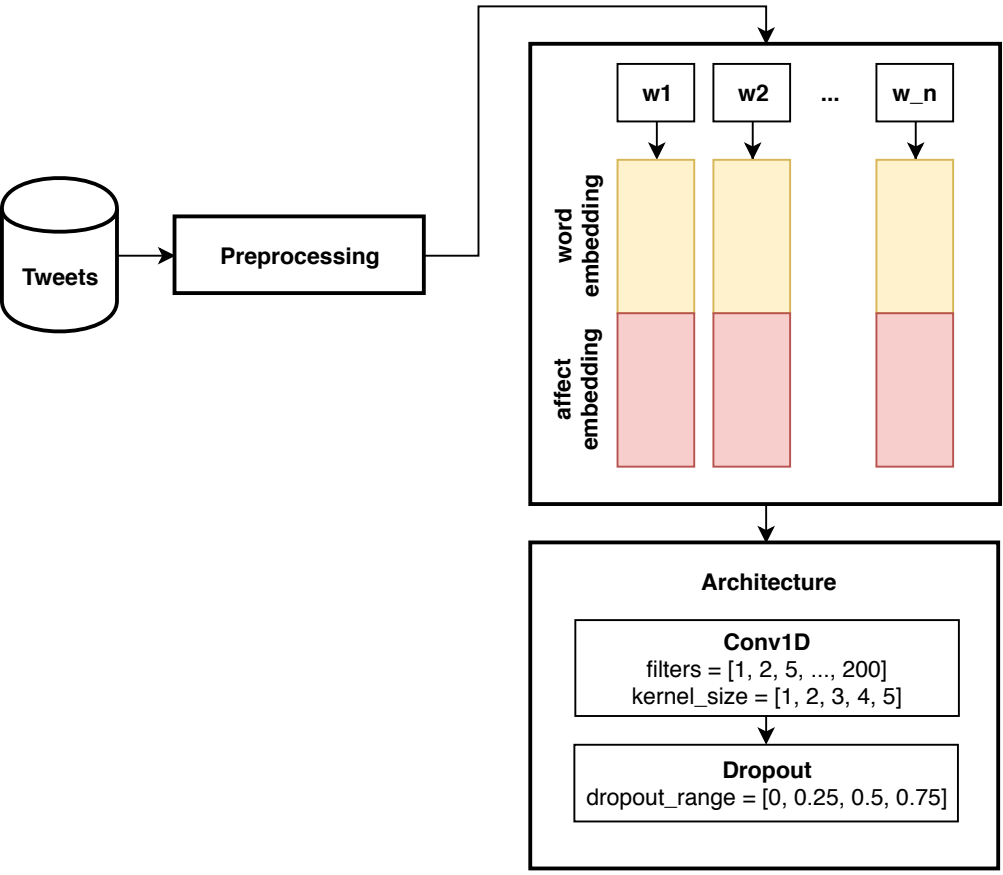 Tweets
Preprocessing
w1
w2
...
w_n
word
embedding
affect
embedding
Architecture
Conv1D
filters = [1, 2, 5, ..., 200]
kernel_size = [1, 2, 3, 4, 5]
Dropout
dropout_range = [0, 0.25, 0.5, 0.75]